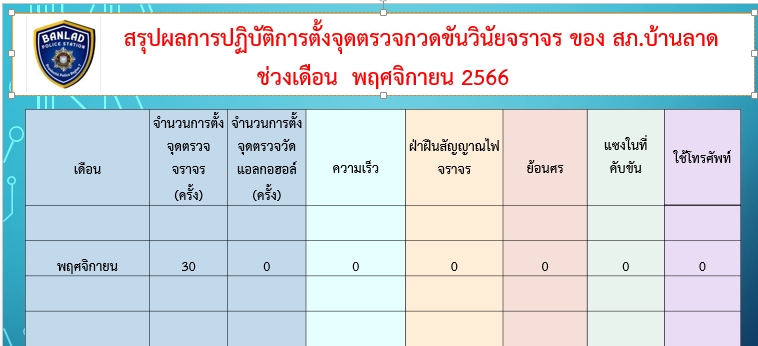 BANLAD
POLICE STATION
สรุปผลการปฏิบัติการตั้งจุดตรวจกวดขันวินัยจราจร ของ สภ.บ้านลาด
ช่วงเดือน พฤศจิกายน 2566
เดือน
จำนวนการตั้ง
จุดตรวจ
จราจร
(ครั้ง)
จำนวนการตั้ง
จุดตรวจวัด
แอลกอฮอล์
(ครั้ง)
ความเร็ว
ฝ่าฝืนสัญญาณไฟ
จราจร
ย้อนศร
แซงในที่
คับขัน
ใช้โทรศัพท์
พฤศจิกายน 30 0 0 0 0 0 0